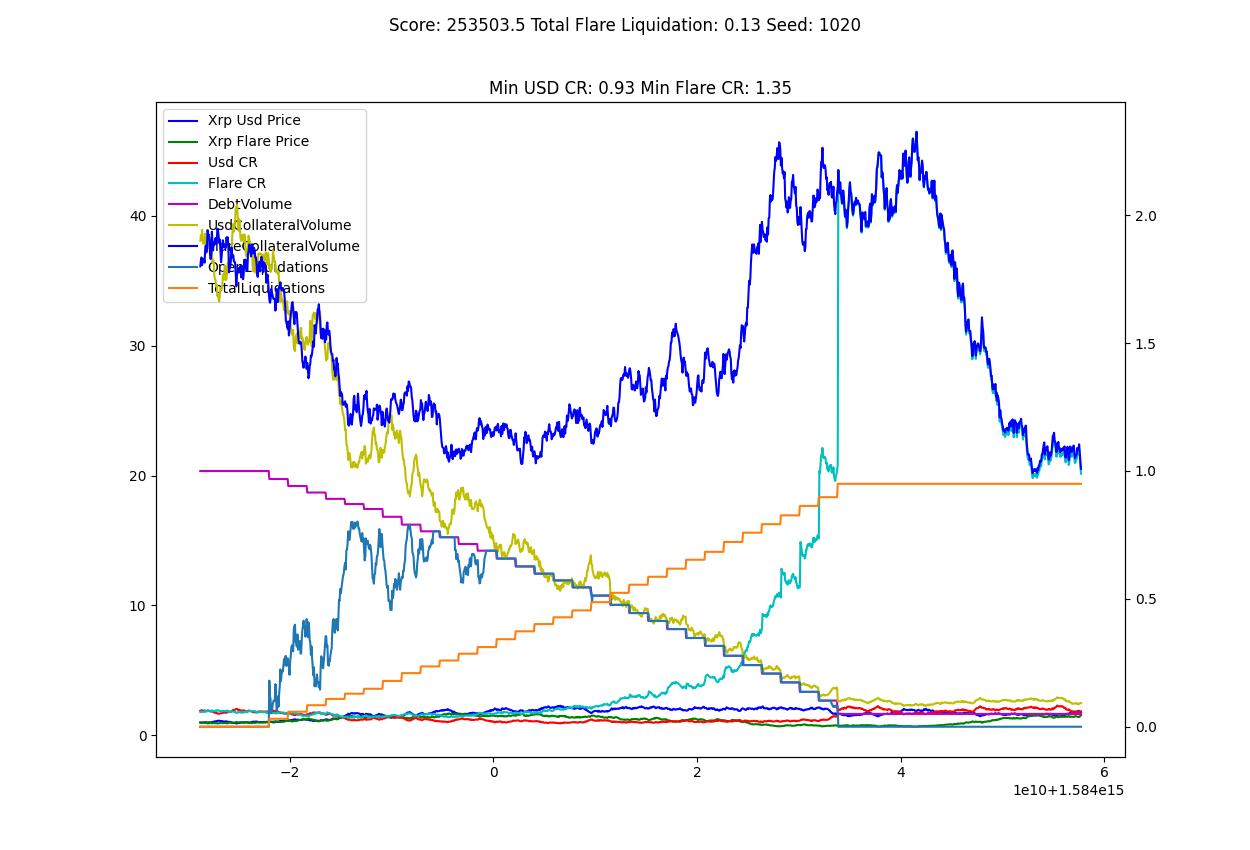 Score: 253503.5 Total Flare Liquidation: 0.13 Seed: 1020
Min USD CR: 0.93 Min Flare CR: 1.35
Xrp Usd Price
Xrp Flare Price
Usd CR
Flare CR
DebtVolume
UsdCollateralVolume
FlareCollateralVolume
OpenLiquidations
TotalLiquidations
40
30
20
10
0
2.0
1.5
1.0
0.5
0.0
−2
0
2
4
6
1e10+1.584e15